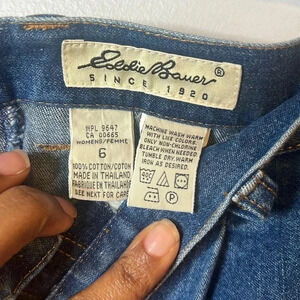 Eddie Bauer ®
SINCE 1920
RPL 9647
CA 00665
WOMENS/FEMME
6
100% COTTON/COTON
MADE IN THAILAND
FABRIQUE EN THAILANDE
SEE NEXT FOR CARE
MACHINE WASH WARM
WITH LIKE COLORS.
ONLY NON-CHLORINE
BLEACH WHEN NEEDED.
TUMBLE DRY WARM.
IRON AS DESIRED.
P